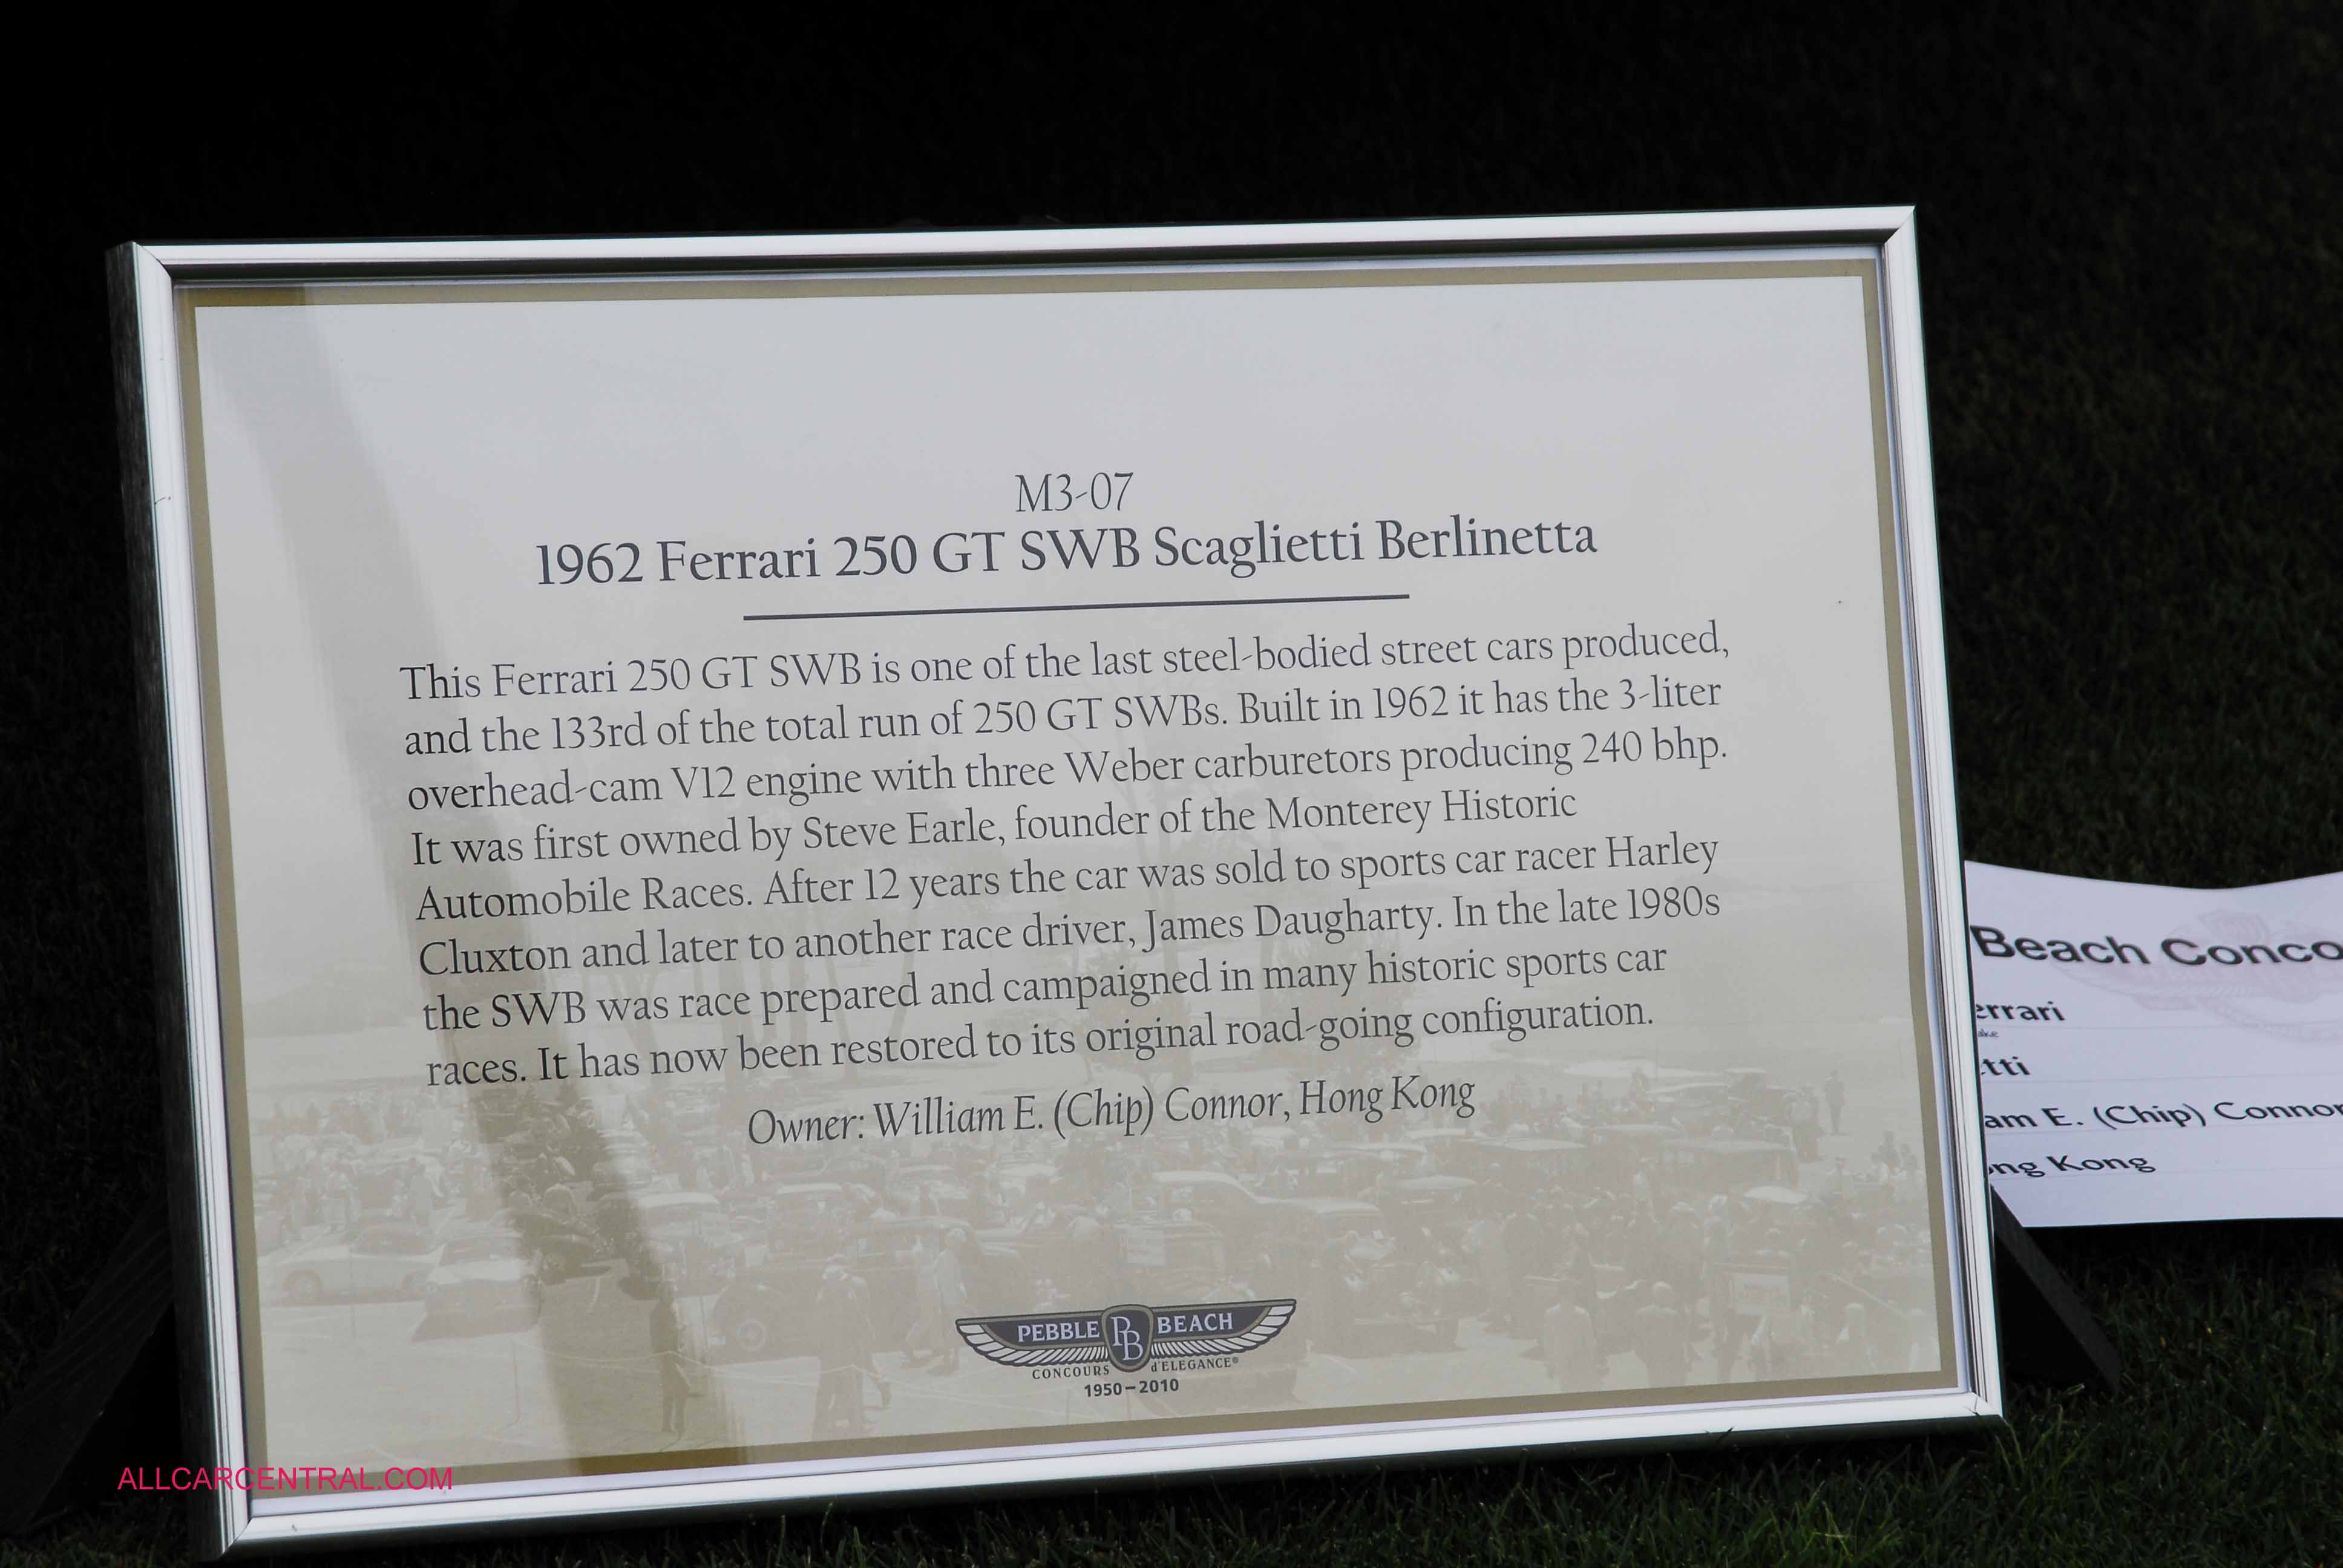 M3-07
1962 Ferrari 250 GT SWB Scaglietti Berlinetta
This Ferrari 250 GT SWB is one of the last steel-bodied street cars produced,
and the 133rd of the total run of 250 GT SWBs. Built in 1962 it has the 3-liter
overhead-cam V12 engine with three Weber carburetors producing 240 bhp.
It was first owned by Steve Earle, founder of the Monterey Historic
Automobile Races. After 12 years the car was sold to sports car racer Harley
Cluxton and later to another race driver, James Daugharty. In the late 1980s
the SWB was race prepared and campaigned in many historic sports car
races. It has now been restored to its original road-going configuration.
Owner: William E. (Chip) Connor, Hong Kong
PEBBLE PB BEACH
CONCOURS d'ELEGANCE®
1950–2010
Beach Conco
errari
tti
am E. (Chip) Connor
ong Kong
ALLCARCENTRAL.COM